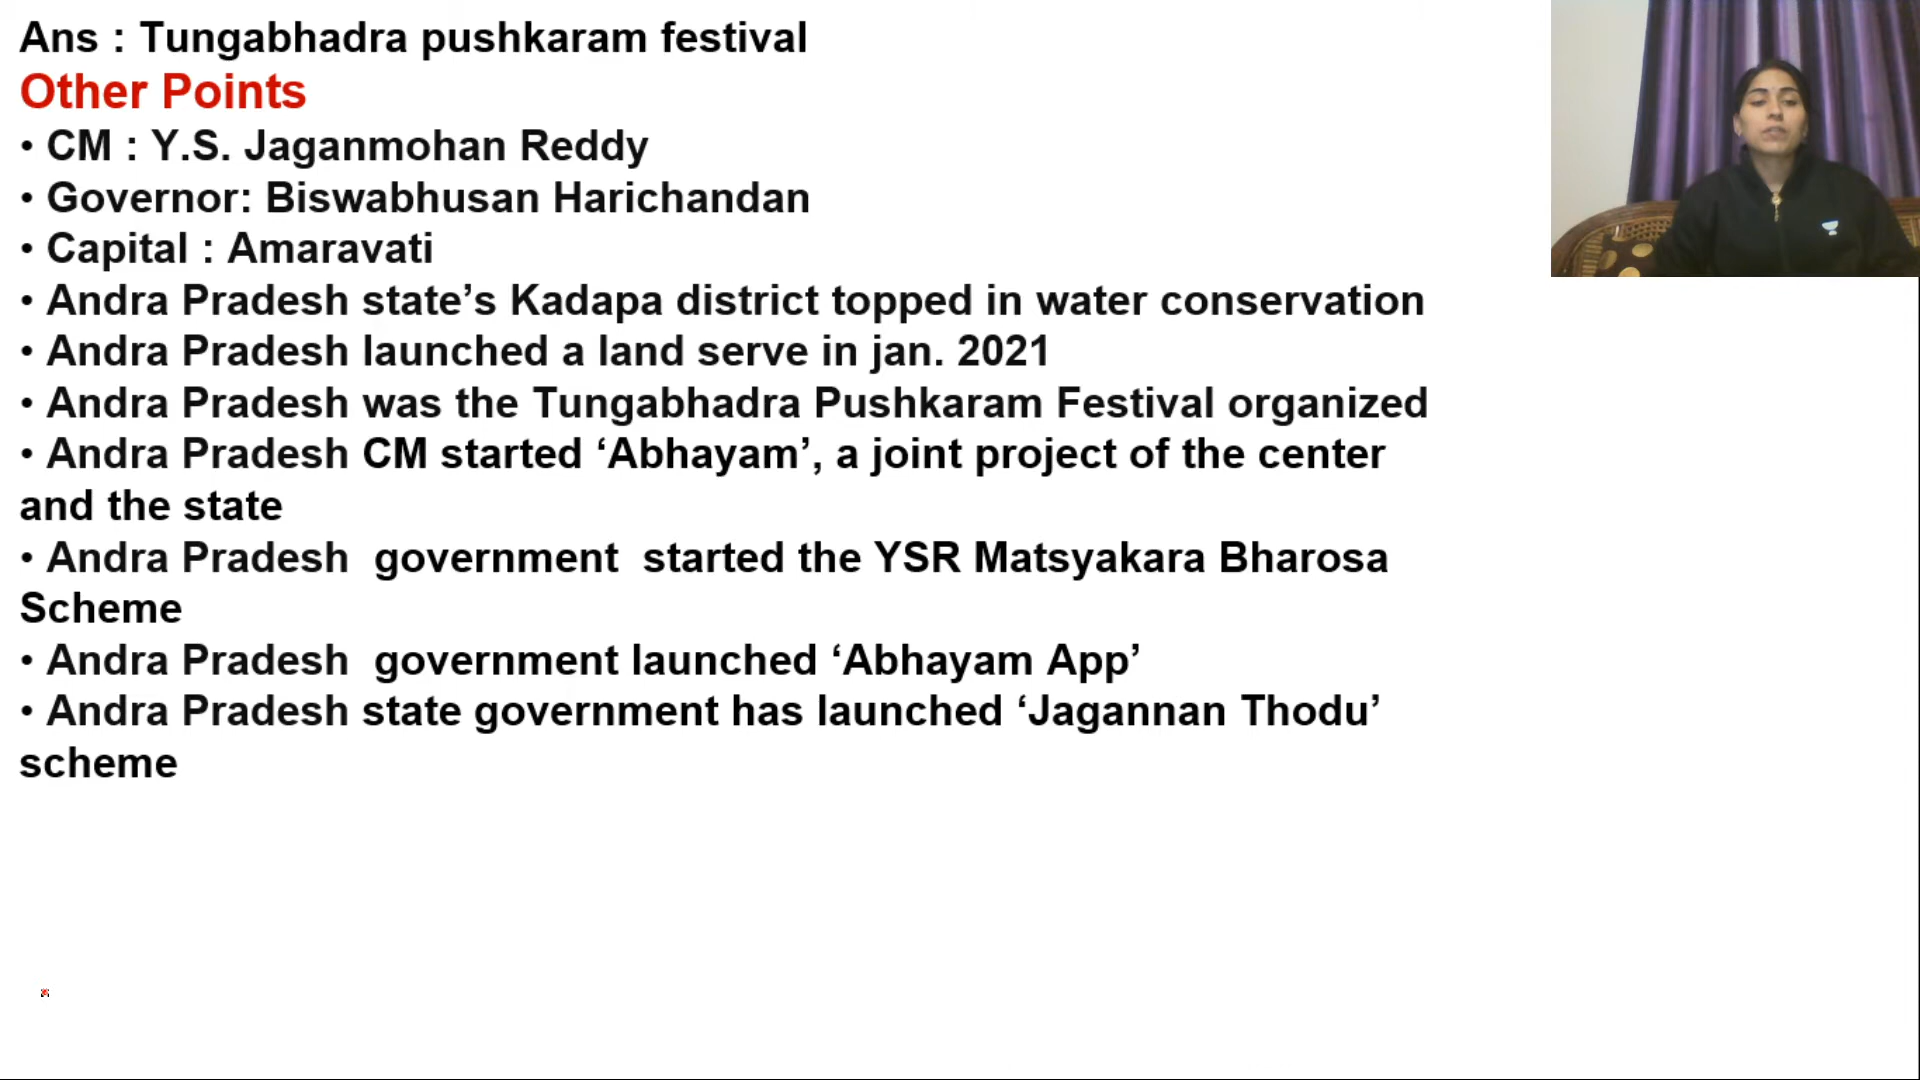 Ans : Tungabhadra pushkaram festival
Other Points
• CM : Y.S. Jaganmohan Reddy
• Governor: Biswabhusan Harichandan
• Capital : Amaravati
• Andra Pradesh state’s Kadapa district topped in water conservation
• Andra Pradesh launched a land serve in jan. 2021
• Andra Pradesh was the Tungabhadra Pushkaram Festival organized
• Andra Pradesh CM started ‘Abhayam’, a joint project of the center
and the state
• Andra Pradesh  government  started the YSR Matsyakara Bharosa
Scheme
• Andra Pradesh  government launched ‘Abhayam App’
• Andra Pradesh state government has launched ‘Jagannan Thodu’
scheme